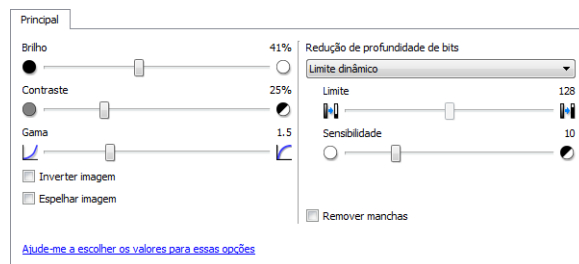 Principal
Brilho 41%
Contraste 25%
Gama 1.5
Inverter imagem
Espelhar imagem
Ajude-me a escolher os valores para essas opções
Redução de profundidade de bits
Limite dinâmico
Limite 128
Sensibilidade 10
Remover manchas